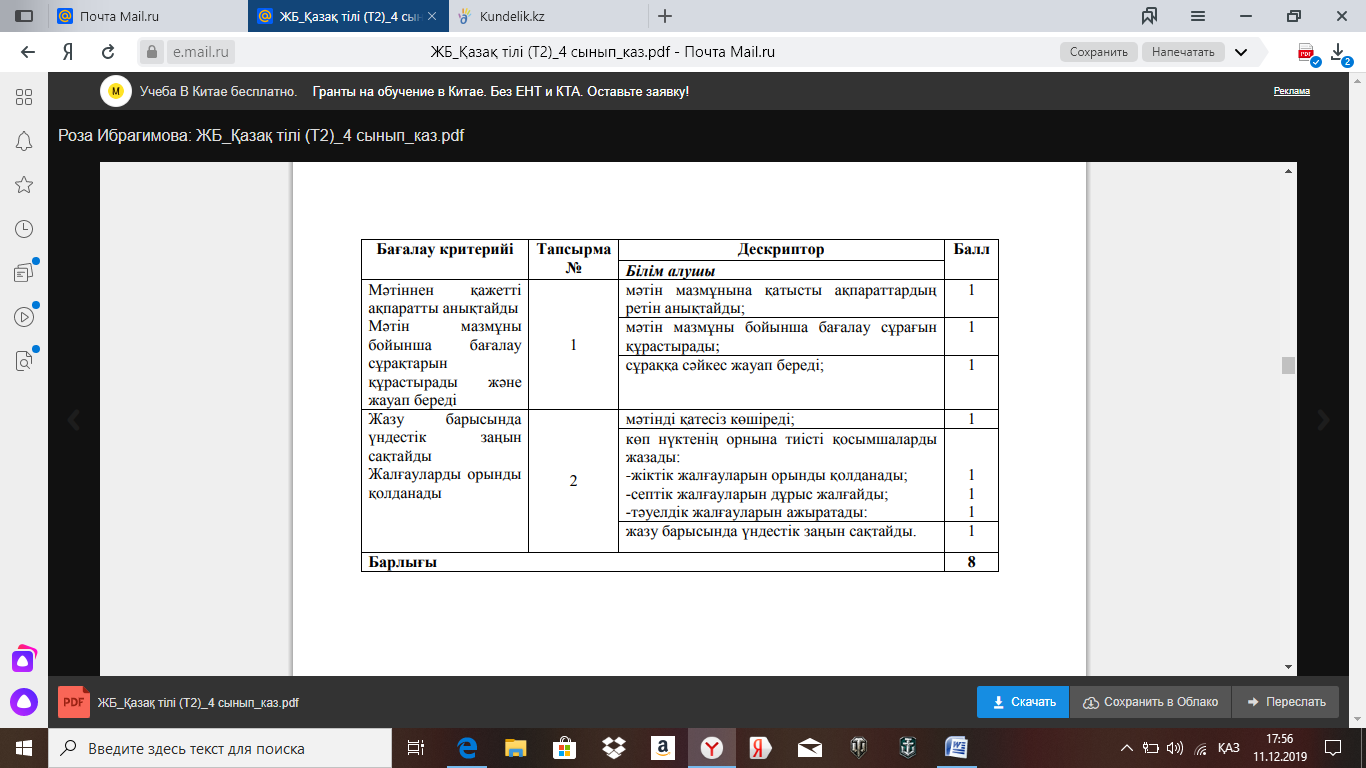 Почта Mail.ru
ЖБ_Қазақ тілі (Т2)_4 сын
Kundelik.kz
Я
e.mail.ru
ЖБ_Қазақ тілі (Т2)_4 сынып_каз.pdf - Почта Mail.ru
Сохранить
Напечатать
PDF
2
М
Учеба В Китае бесплатно. Гранты на обучение в Китае. Без ЕНТ и КТА. Оставьте заявку!
Реклама
Роза Ибрагимова: ЖБ_Қазақ тілі (Т2)_4 сынып_каз.pdf
Бағалау критерийі
Тапсырма
№
Дескриптор
Балл
Білім алушы
Мәтіннен қажетті
ақпаратты анықтайды
Мәтін мазмұны
бойынша бағалау
сұрақтарын
құрастырады және
жауап береді
1
мәтін мазмұнына қатысты ақпараттардың
ретін анықтайды;
1
мәтін мазмұны бойынша бағалау сұрағын
құрастырады;
1
сұраққа сәйкес жауап береді;
1
Жазу барысында
үндестік заңын
сақтайды
Жалғауларды орынды
қолданады
2
мәтінді қатесіз көшіреді;
1
көп нүктенің орнына тиісті қосымшаларды
жазады:
-жіктік жалғауларын орынды қолданады;
1
-септік жалғауларын дұрыс жалғайды;
1
-тәуелдік жалғауларын ажыратады:
1
жазу барысында үндестік заңын сақтайды.
1
Барлығы
8
PDF
ЖБ_Қазақ тілі (Т2)_4 сынып_каз.pdf
Скачать
Сохранить в Облако
Переслать
Введите здесь текст для поиска
ҚАЗ
17:56
11.12.2019